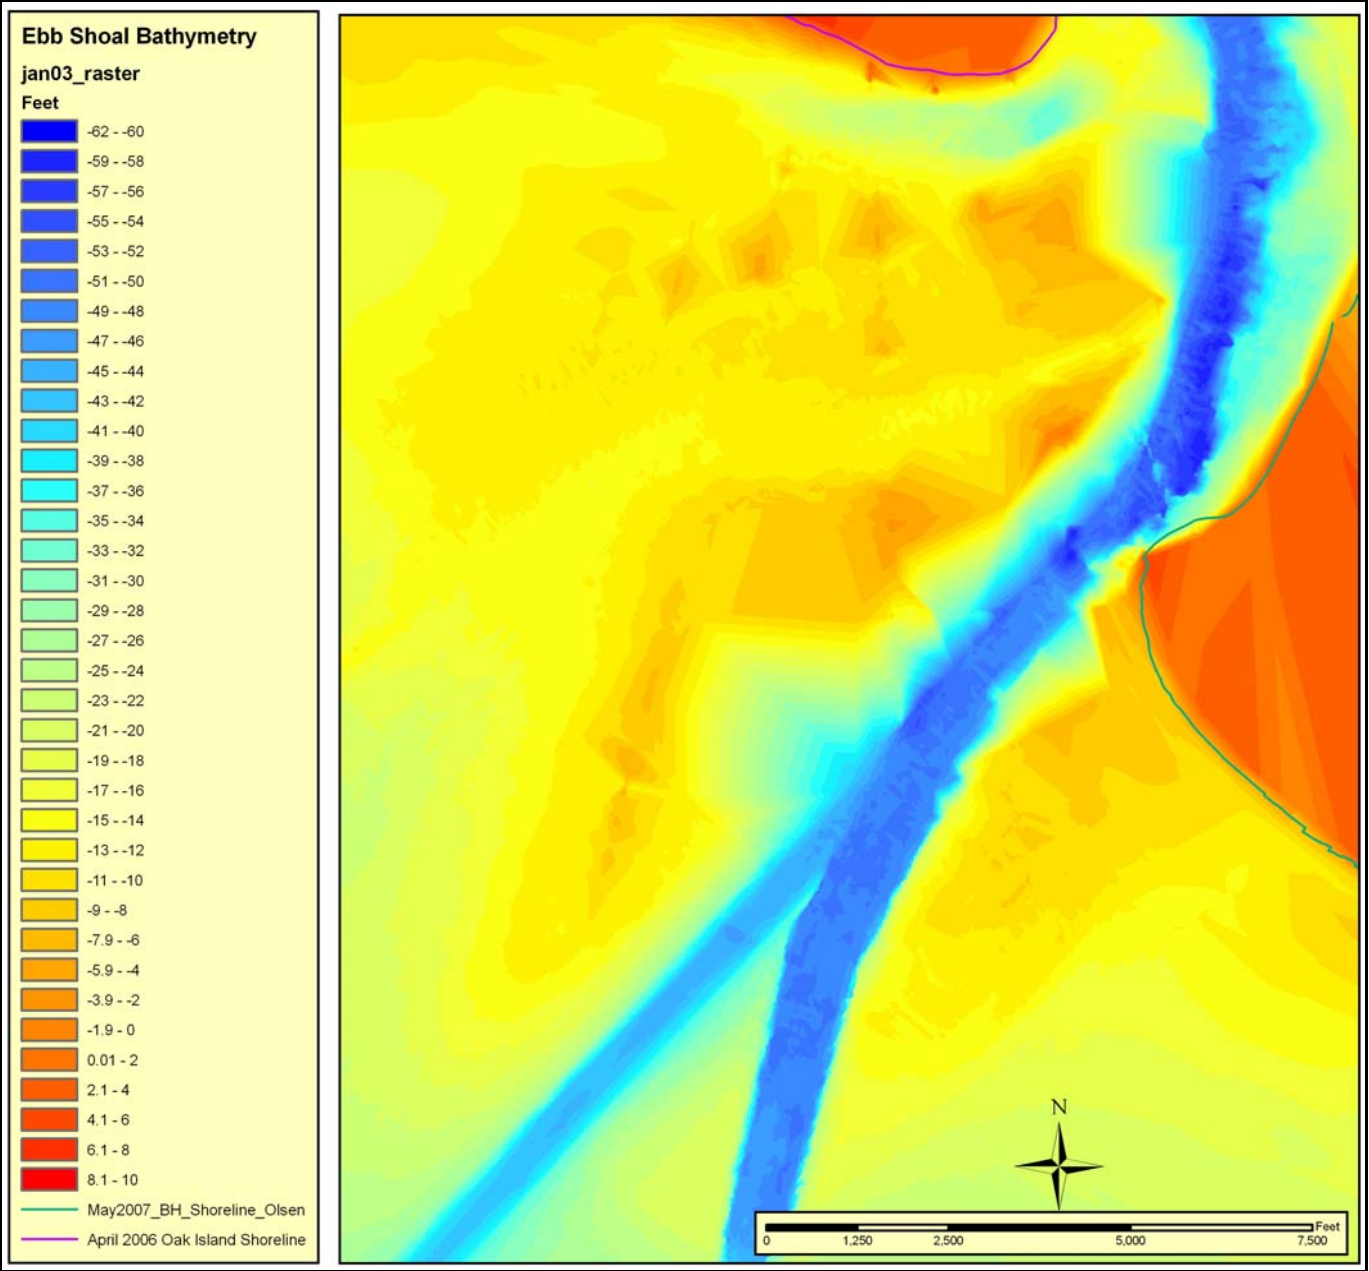 Ebb Shoal Bathymetry
jan03_raster
Feet
-62 - -60
-59 - -58
-57 - -56
-55 - -54
-53 - -52
-51 - -50
-49 - -48
-47 - -46
-45 - -44
-43 - -42
-41 - -40
-39 - -38
-37 - -36
-35 - -34
-33 - -32
-31 - -30
-29 - -28
-27 - -26
-25 - -24
-23 - -22
-21 - -20
-19 - -18
-17 - -16
-15 - -14
-13 - -12
-11 - -10
-9 - -8
-7.9 - -6
-5.9 - -4
-3.9 - -2
-1.9 - 0
0.01 - 2
2.1 - 4
4.1 - 6
6.1 - 8
8.1 - 10
May2007_BH_Shoreline_Olsen
April 2006 Oak Island Shoreline
N
Feet
0 1,250 2,500 5,000 7,500